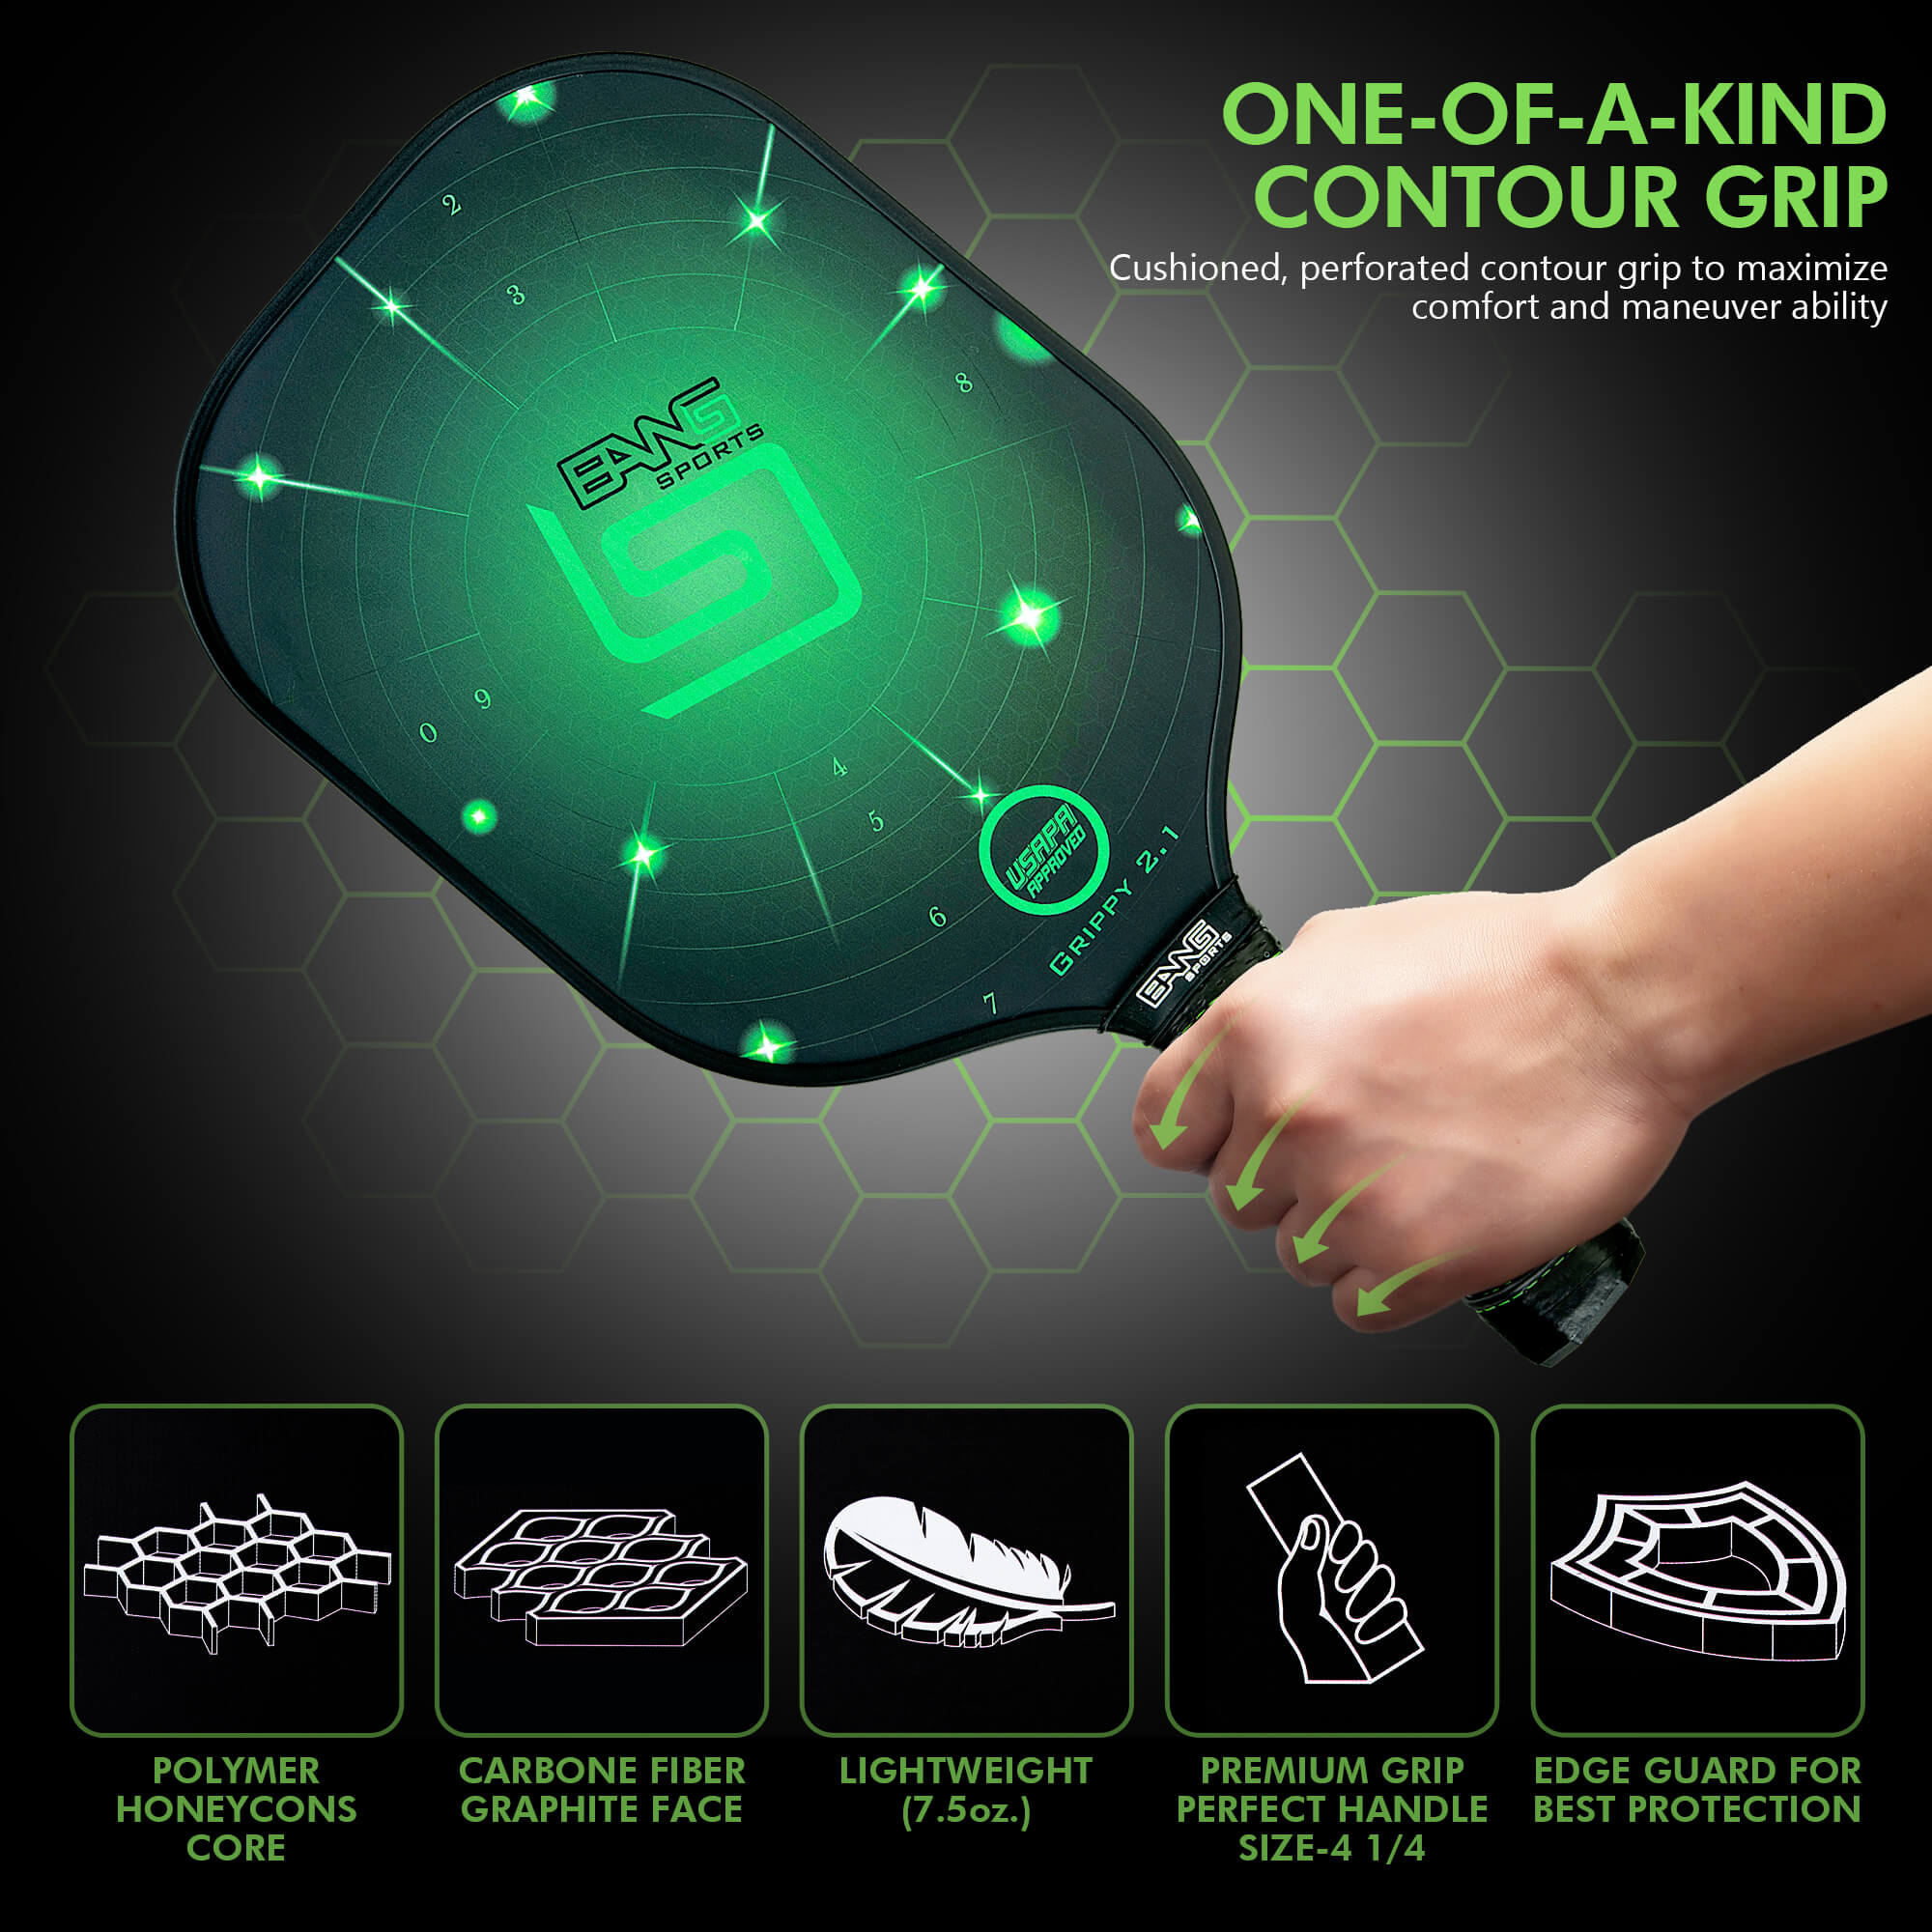 ONE-OF-A-KIND
CONTOUR GRIP
Cushioned, perforated contour grip to maximize
comfort and maneuver ability
2
3
8
BANG
SPORTS
9
0
4
5
6
7
USAPA
APPROVED
GRIPPY 2.1
BANG
SPORTS
POLYMER
HONEYCONS
CORE
CARBONE FIBER
GRAPHITE FACE
LIGHTWEIGHT
(7.5oz.)
PREMIUM GRIP
PERFECT HANDLE
SIZE-4 1/4
EDGE GUARD FOR
BEST PROTECTION